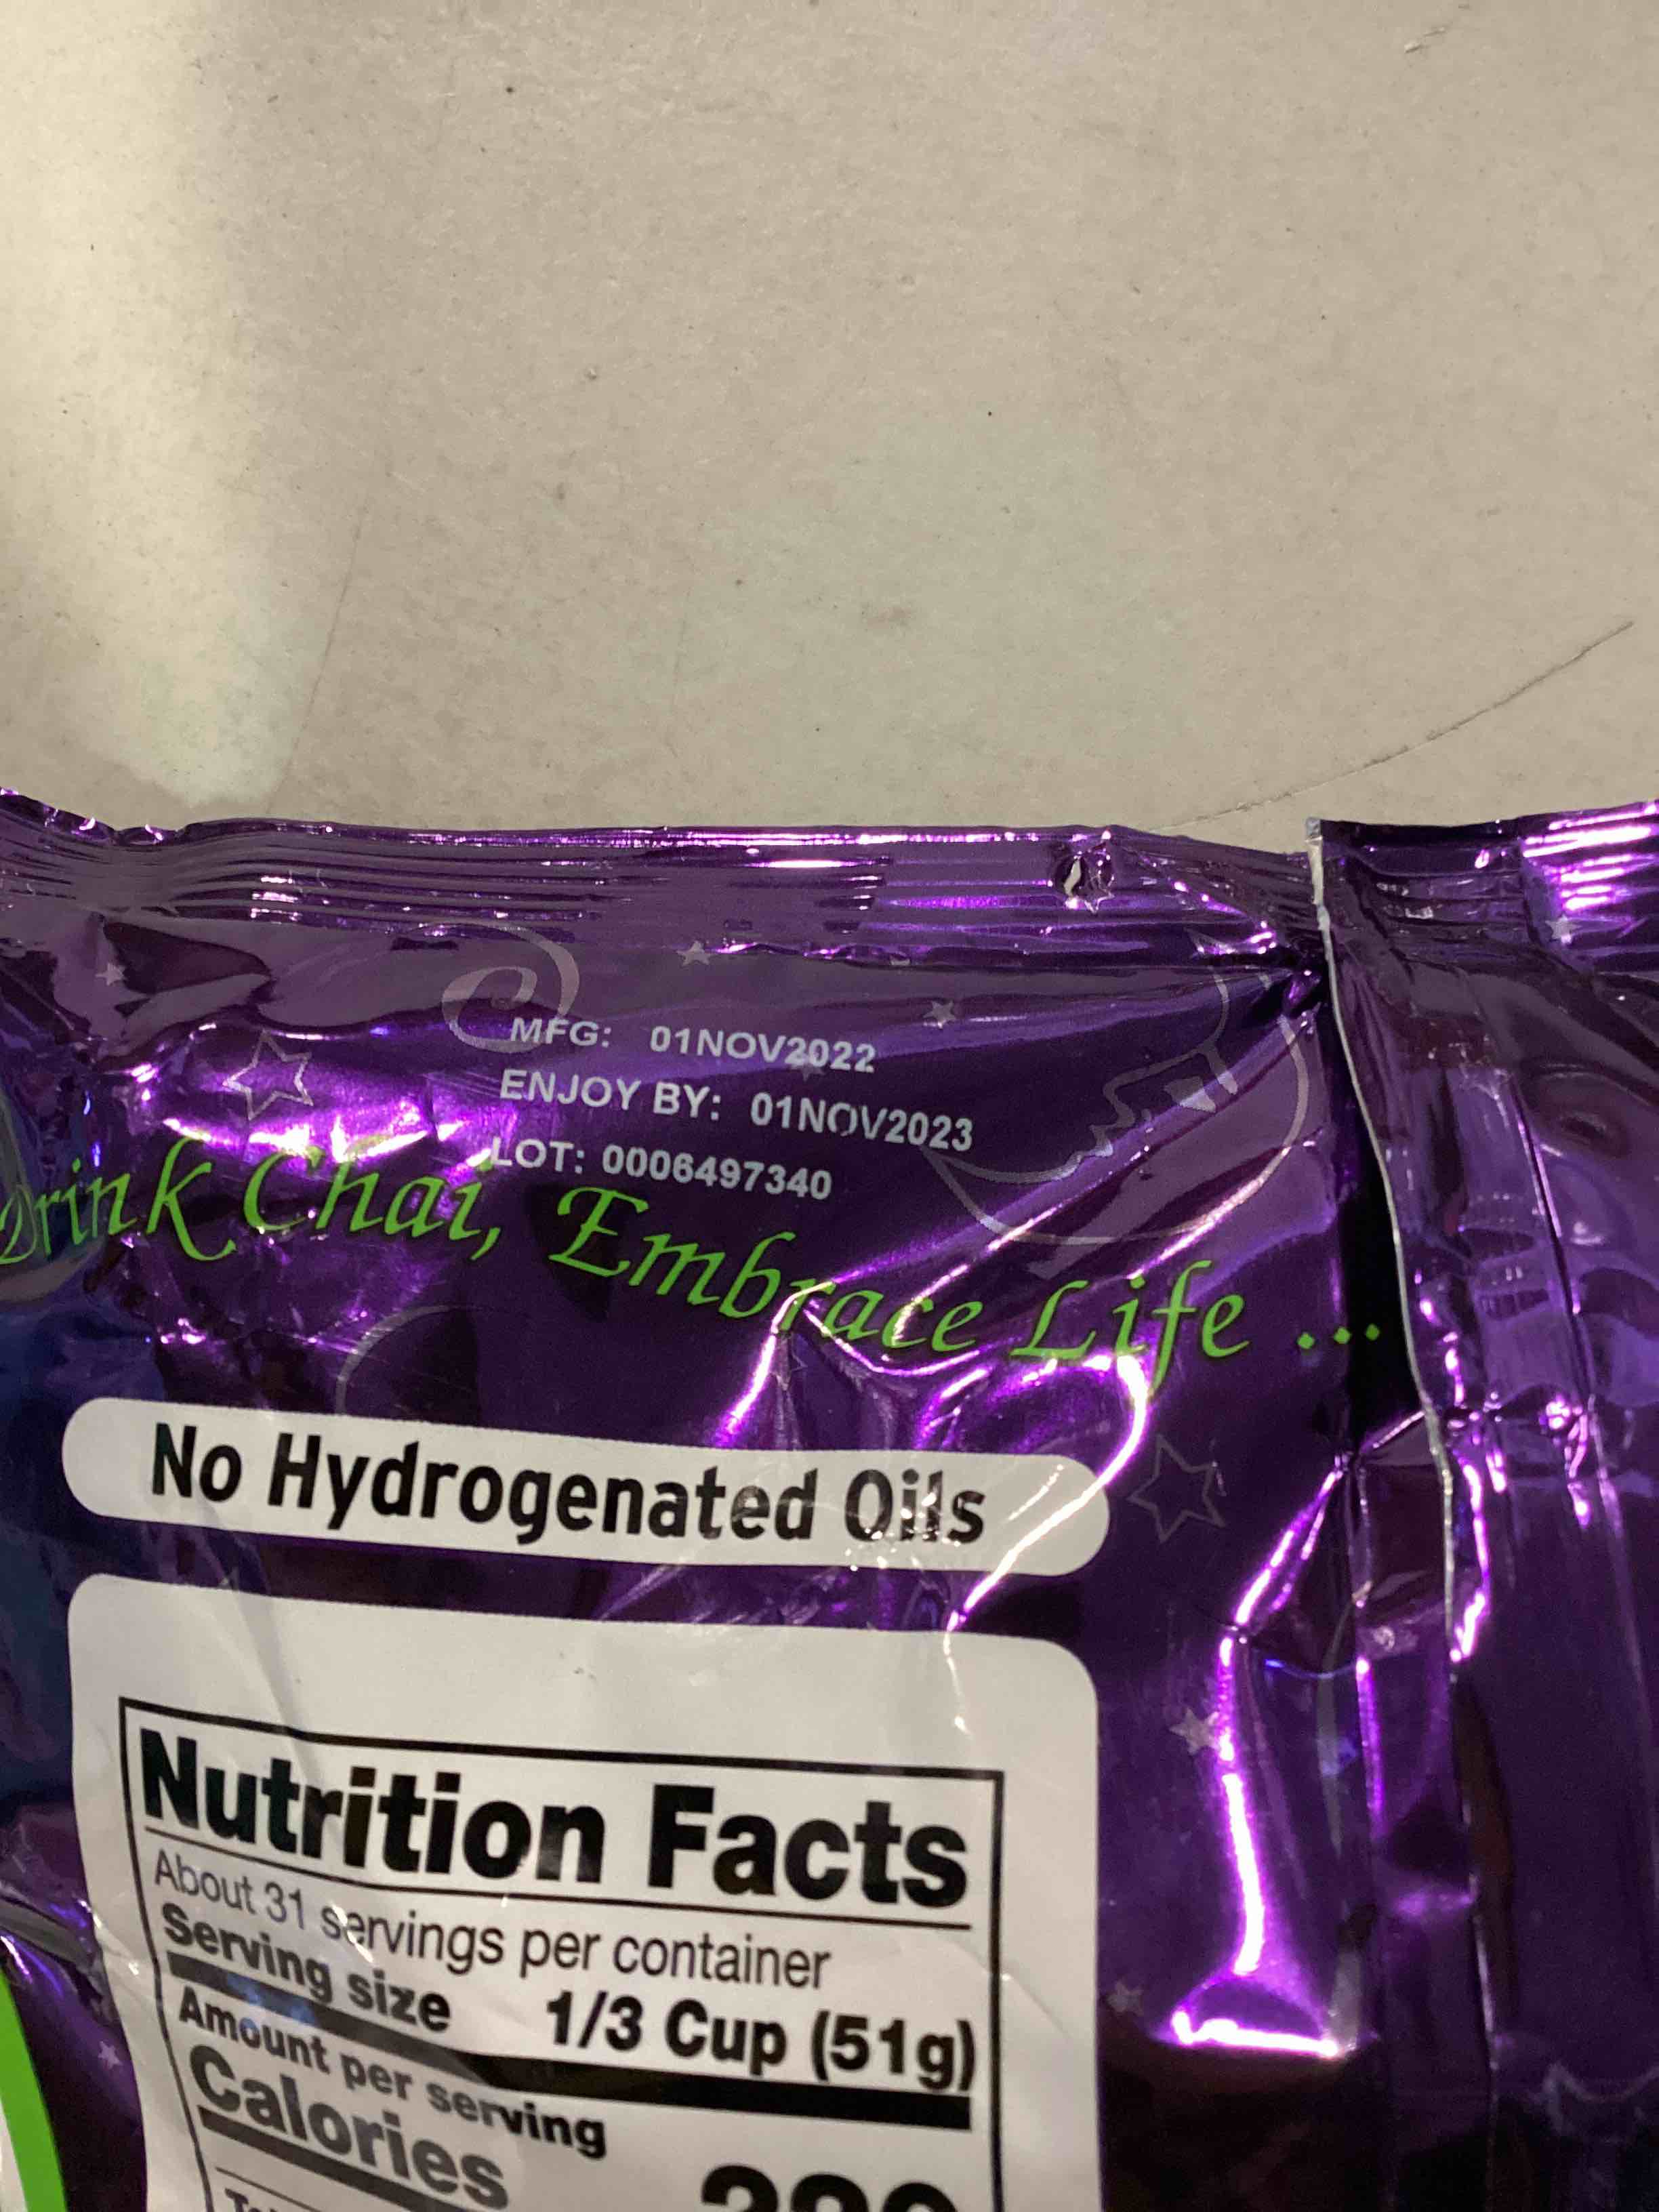 MFG: 01NOV2022
ENJOY BY: 01NOV2023
LOT: 0006497340
Drink Chai, Embrace Life ...
No Hydrogenated Oils
Nutrition Facts
About 31 servings per container
Serving size 1/3 Cup (51g)
Amount per serving
Calories